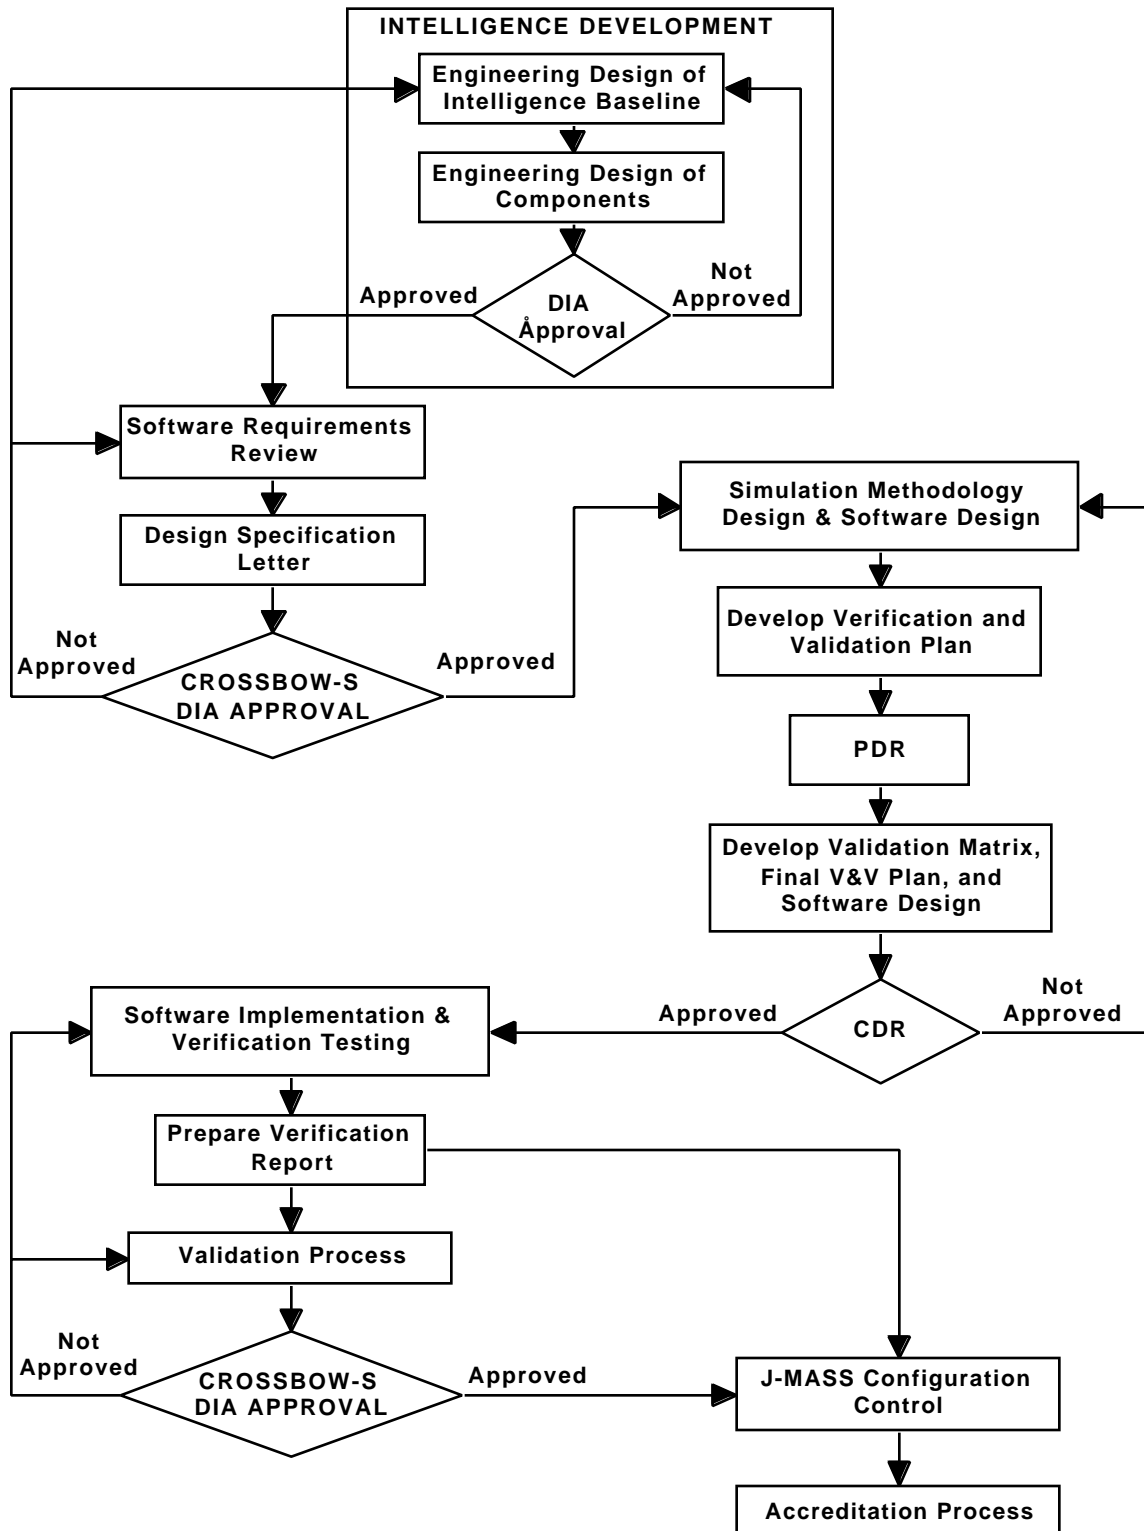 INTELLIGENCE DEVELOPMENT
Engineering Design of
Intelligence Baseline
Engineering Design of
Components
Approved
DIA
Åpproval
Not
Approved
Software Requirements
Review
Design Specification
Letter
Not
Approved
CROSSBOW-S
DIA APPROVAL
Approved
Simulation Methodology
Design & Software Design
Develop Verification and
Validation Plan
PDR
Develop Validation Matrix,
Final V&V Plan, and
Software Design
CDR
Approved
Not
Approved
Software Implementation &
Verification Testing
Prepare Verification
Report
Validation Process
Not
Approved
CROSSBOW-S
DIA APPROVAL
Approved
J-MASS Configuration
Control
Accreditation Process